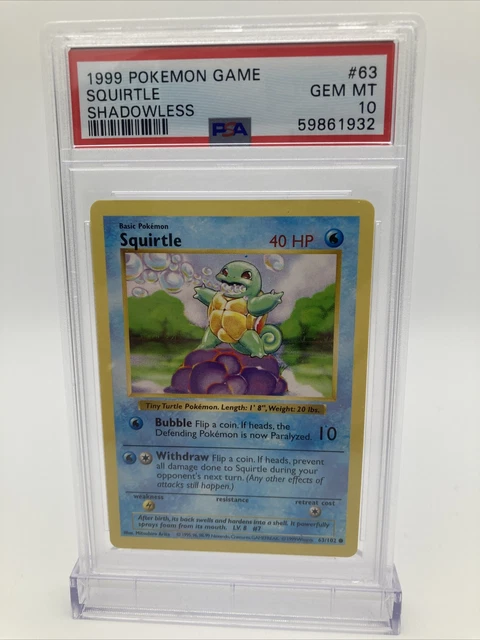 1999 POKEMON GAME #63
SQUIRTLE GEM MT
SHADOWLESS 10
PSA 59861932
Basic Pokémon
Squirtle 40 HP
Tiny Turtle Pokémon. Length: 1' 8", Weight: 20 lbs.
Bubble Flip a coin. If heads, the
Defending Pokémon is now Paralyzed. 10
Withdraw Flip a coin. If heads, prevent
all damage done to Squirtle during your
opponent's next turn. (Any other effects of
attacks still happen.)
weakness resistance retreat cost
After birth, its back swells and hardens into a shell. It powerfully
sprays foam from its mouth. LV. 8 #7
63/102